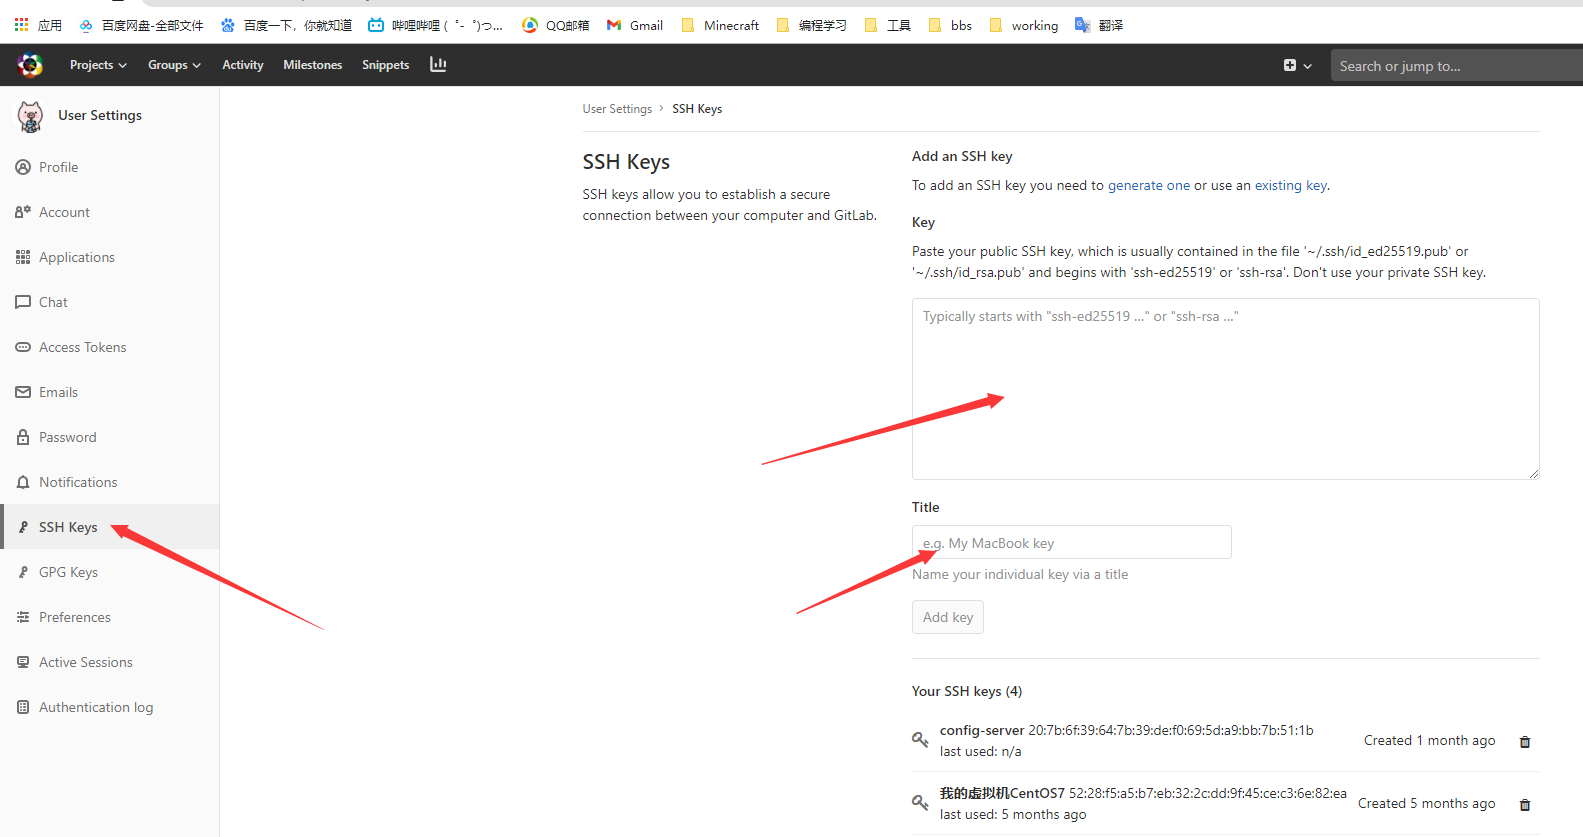 应用 百度网盘-全部文件 百度一下，你就知道 哔哩哔哩 ( ゜- ゜)つ... QQ邮箱 Gmail Minecraft 编程学习 工具 bbs working 翻译
Projects Groups Activity Milestones Snippets Search or jump to...
User Settings
Profile
Account
Applications
Chat
Access Tokens
Emails
Password
Notifications
SSH Keys
GPG Keys
Preferences
Active Sessions
Authentication log
User Settings > SSH Keys
SSH Keys
SSH keys allow you to establish a secure
connection between your computer and GitLab.
Add an SSH key
To add an SSH key you need to generate one or use an existing key.
Key
Paste your public SSH key, which is usually contained in the file '~/.ssh/id_ed25519.pub' or
'~/.ssh/id_rsa.pub' and begins with 'ssh-ed25519' or 'ssh-rsa'. Don't use your private SSH key.
Typically starts with "ssh-ed25519 ..." or "ssh-rsa ..."
Title
e.g. My MacBook key
Name your individual key via a title
Add key
Your SSH keys (4)
config-server 20:7b:6f:39:64:7b:39:de:f0:69:5d:a9:bb:7b:51:1b
last used: n/a
Created 1 month ago
我的虚拟机CentOS7 52:28:f5:a5:b7:eb:32:2c:dd:9f:45:ce:c3:6e:82:ea
last used: 5 months ago
Created 5 months ago